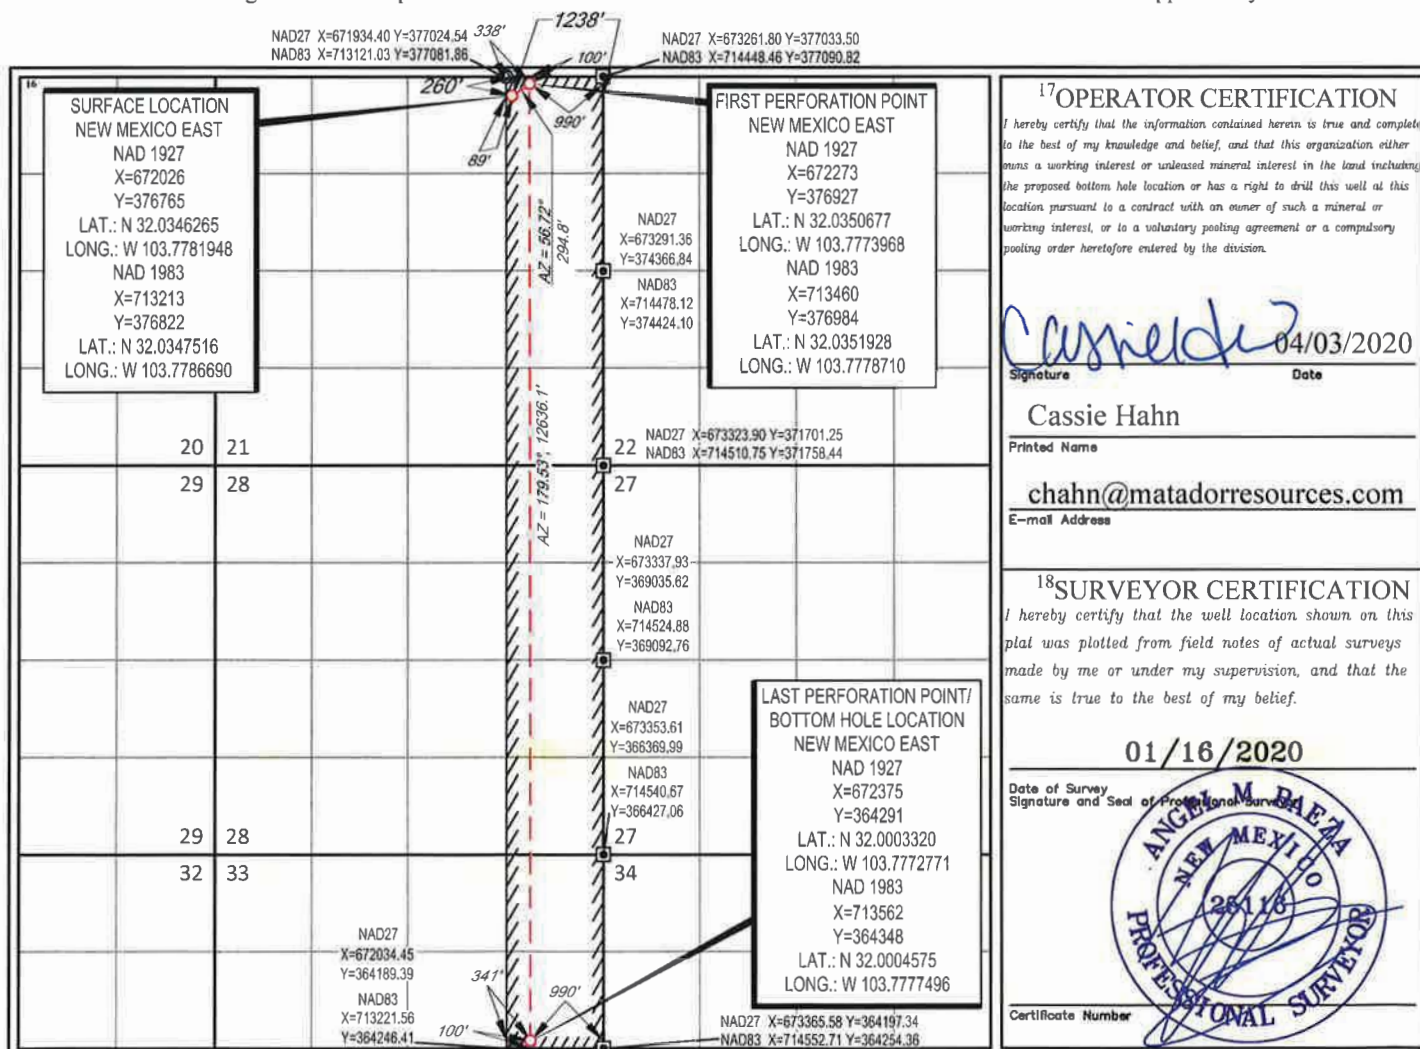 NAD27 X=671934.40 Y=377024.54
NAD83 X=713121.03 Y=377081.86
338'
1238'
100'
NAD27 X=673261.80 Y=377033.50
NAD83 X=714448.46 Y=377090.82
260'
990'
89'
16
SURFACE LOCATION
NEW MEXICO EAST
NAD 1927
X=672026
Y=376765
LAT.: N 32.0346265
LONG.: W 103.7781948
NAD 1983
X=713213
Y=376822
LAT.: N 32.0347516
LONG.: W 103.7786690
FIRST PERFORATION POINT
NEW MEXICO EAST
NAD 1927
X=672273
Y=376927
LAT.: N 32.0350677
LONG.: W 103.7773968
NAD 1983
X=713460
Y=376984
LAT.: N 32.0351928
LONG.: W 103.7778710
AZ = 56.72°
294.8'
NAD27
X=673291.36
Y=374366.84
NAD83
X=714478.12
Y=374424.10
AZ = 179.53°, 12636.1'
20 21
29 28
22
27
NAD27 X=673323.90 Y=371701.25
NAD83 X=714510.75 Y=371758.44
NAD27
X=673337.93
Y=369035.62
NAD83
X=714524.88
Y=369092.76
NAD27
X=673353.61
Y=366369.99
NAD83
X=714540.67
Y=366427.06
29 28
32 33
27
34
LAST PERFORATION POINT/
BOTTOM HOLE LOCATION
NEW MEXICO EAST
NAD 1927
X=672375
Y=364291
LAT.: N 32.0003320
LONG.: W 103.7772771
NAD 1983
X=713562
Y=364348
LAT.: N 32.0004575
LONG.: W 103.7777496
NAD27
X=672034.45
Y=364189.39
NAD83
X=713221.56
Y=364246.41
341'
990'
100'
NAD27 X=673365.58 Y=364197.34
NAD83 X=714552.71 Y=364254.36
17 OPERATOR CERTIFICATION
I hereby certify that the information contained herein is true and complete
to the best of my knowledge and belief, and that this organization either
owns a working interest or unleased mineral interest in the land including
the proposed bottom hole location or has a right to drill this well at this
location pursuant to a contract with an owner of such a mineral or
working interest, or to a voluntary pooling agreement or a compulsory
pooling order heretofore entered by the division.
04/03/2020
Signature Date
Cassie Hahn
Printed Name
chahn@matadorresources.com
E-mail Address
18 SURVEYOR CERTIFICATION
I hereby certify that the well location shown on this
plat was plotted from field notes of actual surveys
made by me or under my supervision, and that the
same is true to the best of my belief.
01/16/2020
Date of Survey
Signature and Seal of Professional Surveyor
ANGEL M. BAEZA
NEW MEXICO
25116
PROFESSIONAL SURVEYOR
Certificate Number